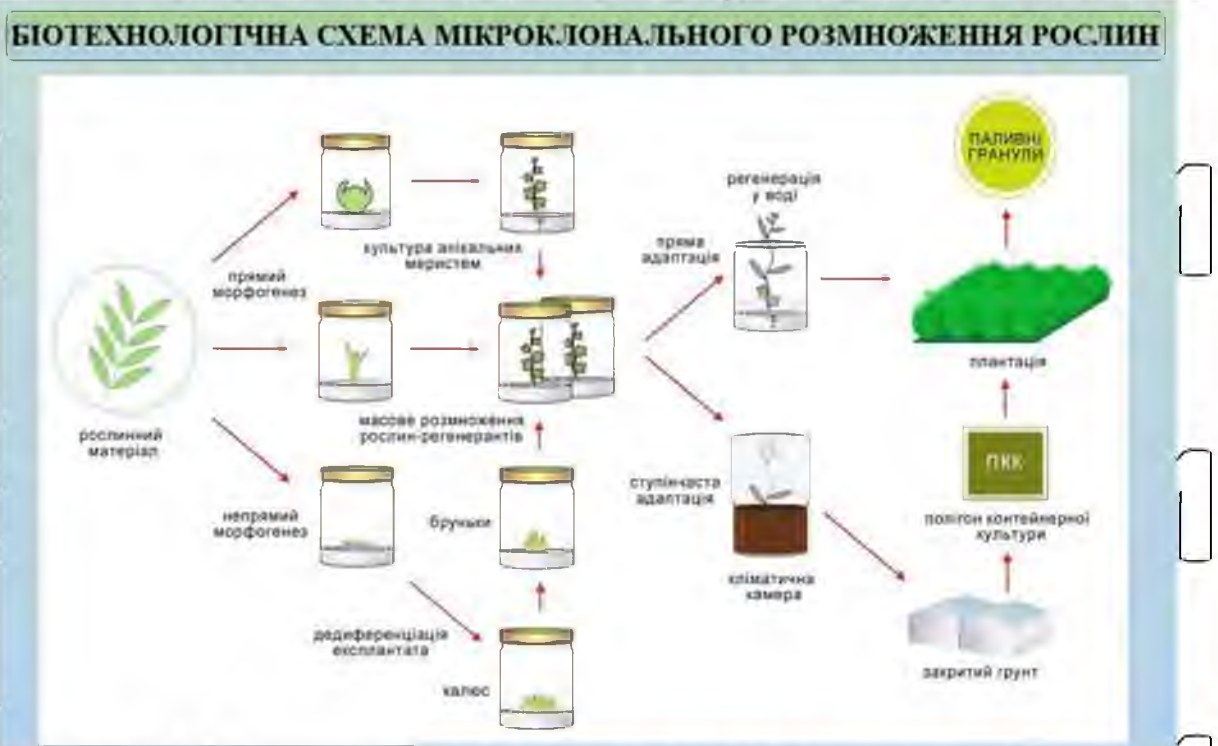 БІОТЕХНОЛОГІЧНА СХЕМА МІКРОКЛОНАЛЬНОГО РОЗМНОЖЕННЯ РОСЛИН
ПАЛИВНІ
ГРАНУЛИ
регенерація
у воді
культура апікальних
меристем
пряма
адаптація
прямий
морфогенез
плантація
масове розмноження
рослин-регенерантів
рослинний
матеріал
ПКК
ступінчаста
адаптація
непрямий
морфогенез
бруньки
полігон контейнерної
культури
кліматична
камера
дедиференціація
експлантата
закритий грунт
калюс